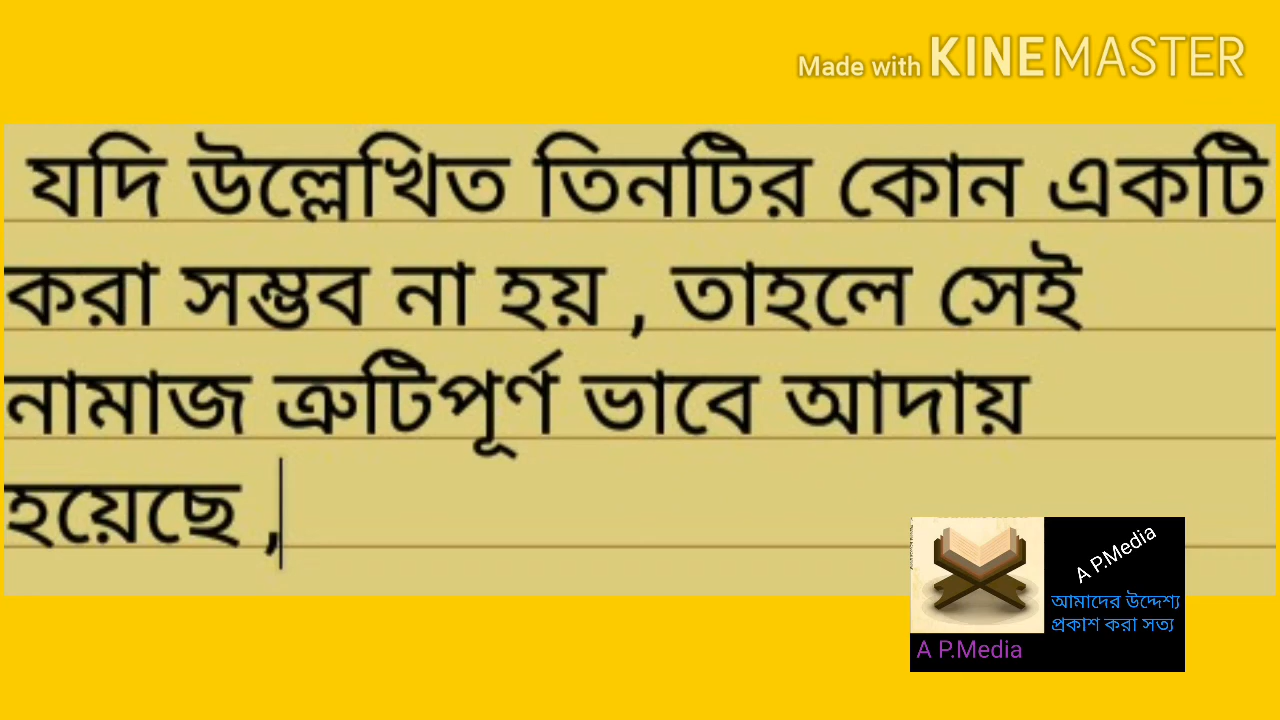 Made with KINEMASTER
যদি উল্লেখিত তিনটির কোন একটি
করা সম্ভব না হয় , তাহলে সেই
নামাজ ত্রুটিপূর্ণ ভাবে আদায়
হয়েছে ,
A P.Media
আমাদের উদ্দেশ্য
প্রকাশ করা সত্য
A P.Media